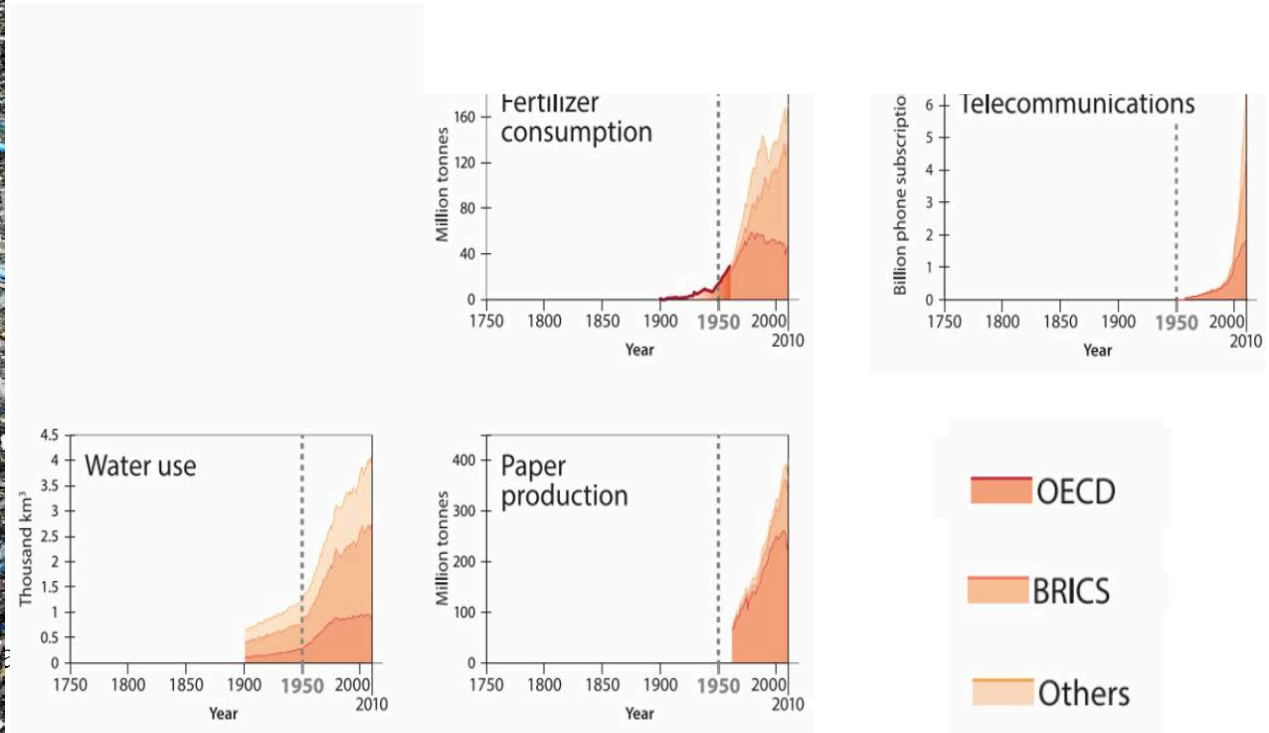 Fertilizer
consumption
Million tonnes
160
120
80
40
0
1750 1800 1850 1900 1950 2000
2010
Year
Telecommunications
Billion phone
6
5
4
3
2
1
0
1750 1800 1850 1900 1950 2000
2010
Year
Water use
Thousand km³
4.5
4
3.5
3
2.5
2
1.5
1
0.5
0
1750 1800 1850 1900 1950 2000
2010
Year
Paper
production
Million tonnes
400
300
200
100
0
1750 1800 1850 1900 1950 2000
2010
Year
OECD
BRICS
Others